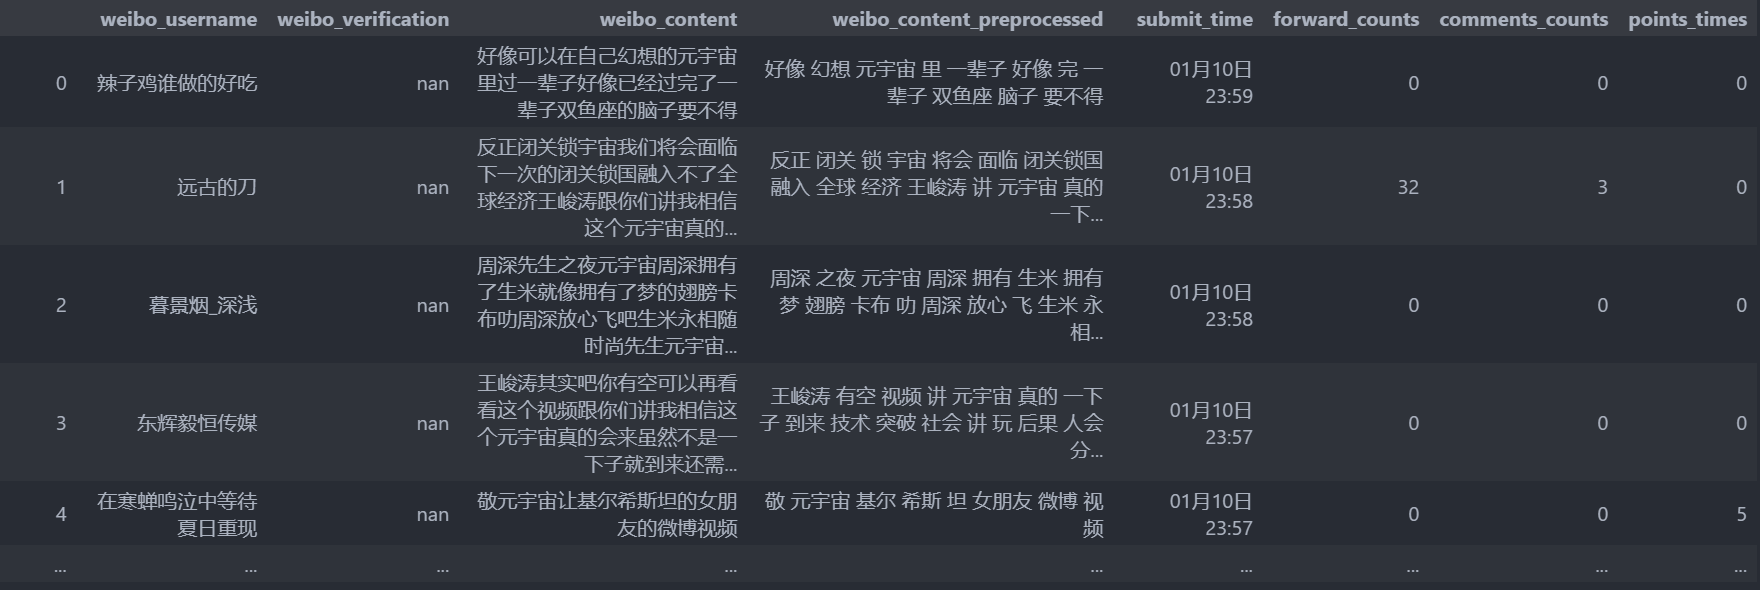 weibo_username weibo_verification weibo_content weibo_content_preprocessed submit_time forward_counts comments_counts points_times
0 辣子鸡谁做的好吃 nan 好像可以在自己幻想的元宇宙 好像 幻想 元宇宙 里 一辈子 好像 完 一 01月10日 0 0 0
里过一辈子好像已经过完了一 辈子 双鱼座 脑子 要不得 23:59
辈子双鱼座的脑子要不得
1 远古的刀 nan 反正闭关锁宇宙我们将会面临 反正 闭关 锁 宇宙 将会 面临 闭关锁国 01月10日 32 3 0
下一次的闭关锁国融入不了全 融入 全球 经济 王峻涛 讲 元宇宙 真的 23:58
球经济王峻涛跟你们讲我相信 一下...
这个元宇宙真的...
2 暮景烟_深浅 nan 周深先生之夜元宇宙周深拥有 周深 之夜 元宇宙 周深 拥有 生米 拥有 01月10日 0 0 0
了生米就像拥有了梦的翅膀卡 梦 翅膀 卡布 叻 周深 放心 飞 生米 永 23:58
布叻周深放心飞吧生米永相随 相...
时尚先生元宇宙...
3 东辉毅恒传媒 nan 王峻涛其实吧你有空可以再看 王峻涛 有空 视频 讲 元宇宙 真的 一下 01月10日 0 0 0
看这个视频跟你们讲我相信这 子 到来 技术 突破 社会 讲 玩 后果 人会 23:57
个元宇宙真的会来虽然不是一 分...
下子就到来还需...
4 在寒蝉鸣泣中等待 nan 敬元宇宙让基尔希斯坦的女朋 敬 元宇宙 基尔 希斯 坦 女朋友 微博 视 01月10日 0 0 5
夏日重现 友的微博视频 频 23:57
... ... ... ... ... ... ... ... ...